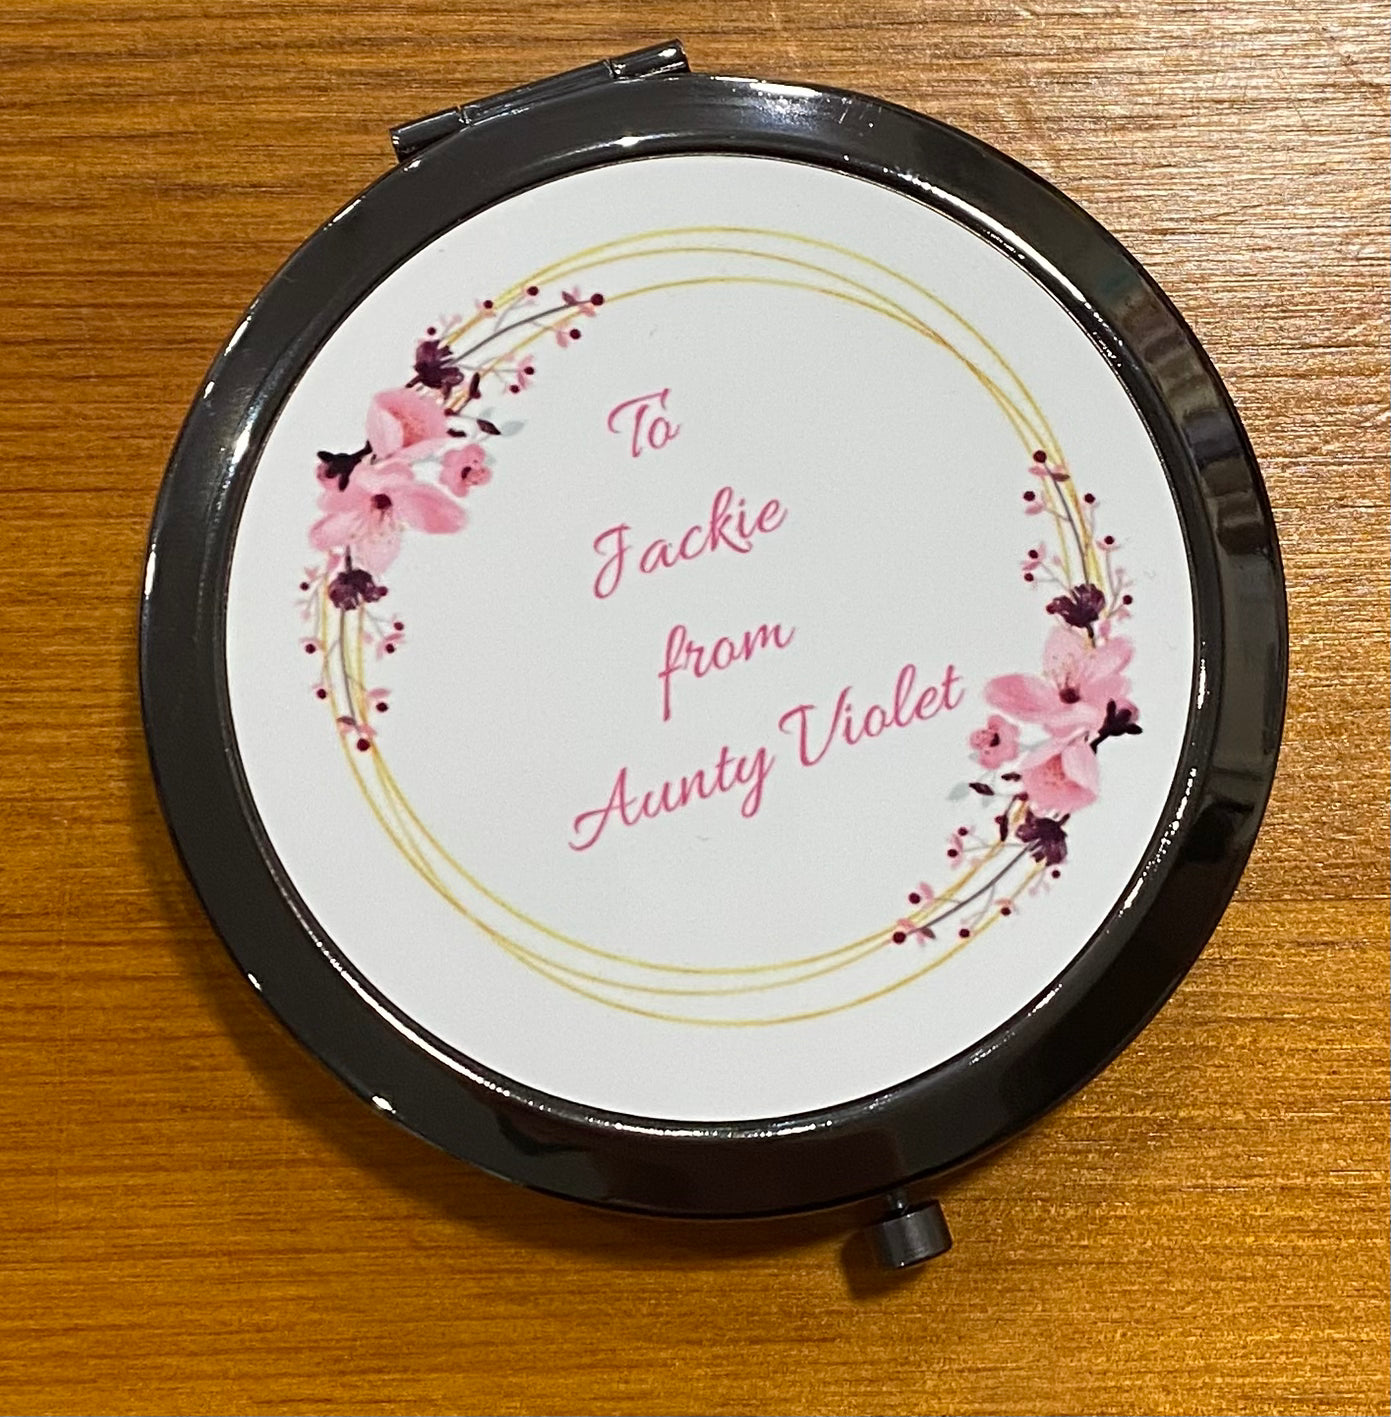 To
Jackie
from
Aunty Violet